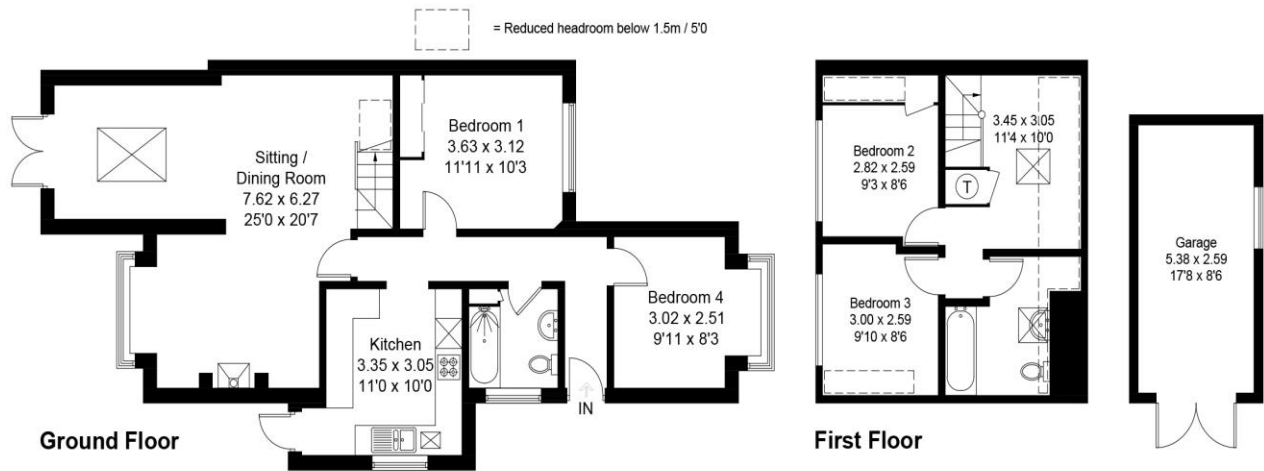 = Reduced headroom below 1.5m / 5'0
Sitting /
Dining Room
7.62 x 6.27
25'0 x 20'7
Bedroom 1
3.63 x 3.12
11'11 x 10'3
Kitchen
3.35 x 3.05
11'0 x 10'0
Bedroom 4
3.02 x 2.51
9'11 x 8'3
IN
Ground Floor
Bedroom 2
2.82 x 2.59
9'3 x 8'6
3.45 x 3.05
11'4 x 10'0
T
Bedroom 3
3.00 x 2.59
9'10 x 8'6
First Floor
Garage
5.38 x 2.59
17'8 x 8'6